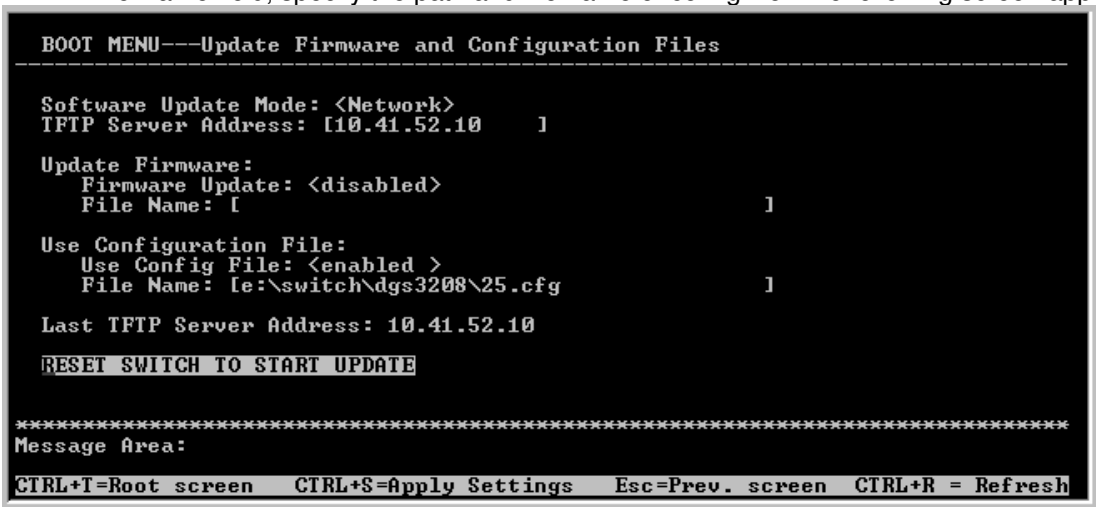 BOOT MENU---Update Firmware and Configuration Files
Software Update Mode: <Network>
TFTP Server Address: [10.41.52.10    ]
Update Firmware:
Firmware Update: <disabled>
File Name: [                                        ]
Use Configuration File:
Use Config File: <enabled >
File Name: [e:\switch\dgs3208\25.cfg                ]
Last TFTP Server Address: 10.41.52.10
RESET SWITCH TO START UPDATE
*******************************************************************************
Message Area:
CTRL+T=Root screen   CTRL+S=Apply Settings   Esc=Prev. screen  CTRL+R = Refresh